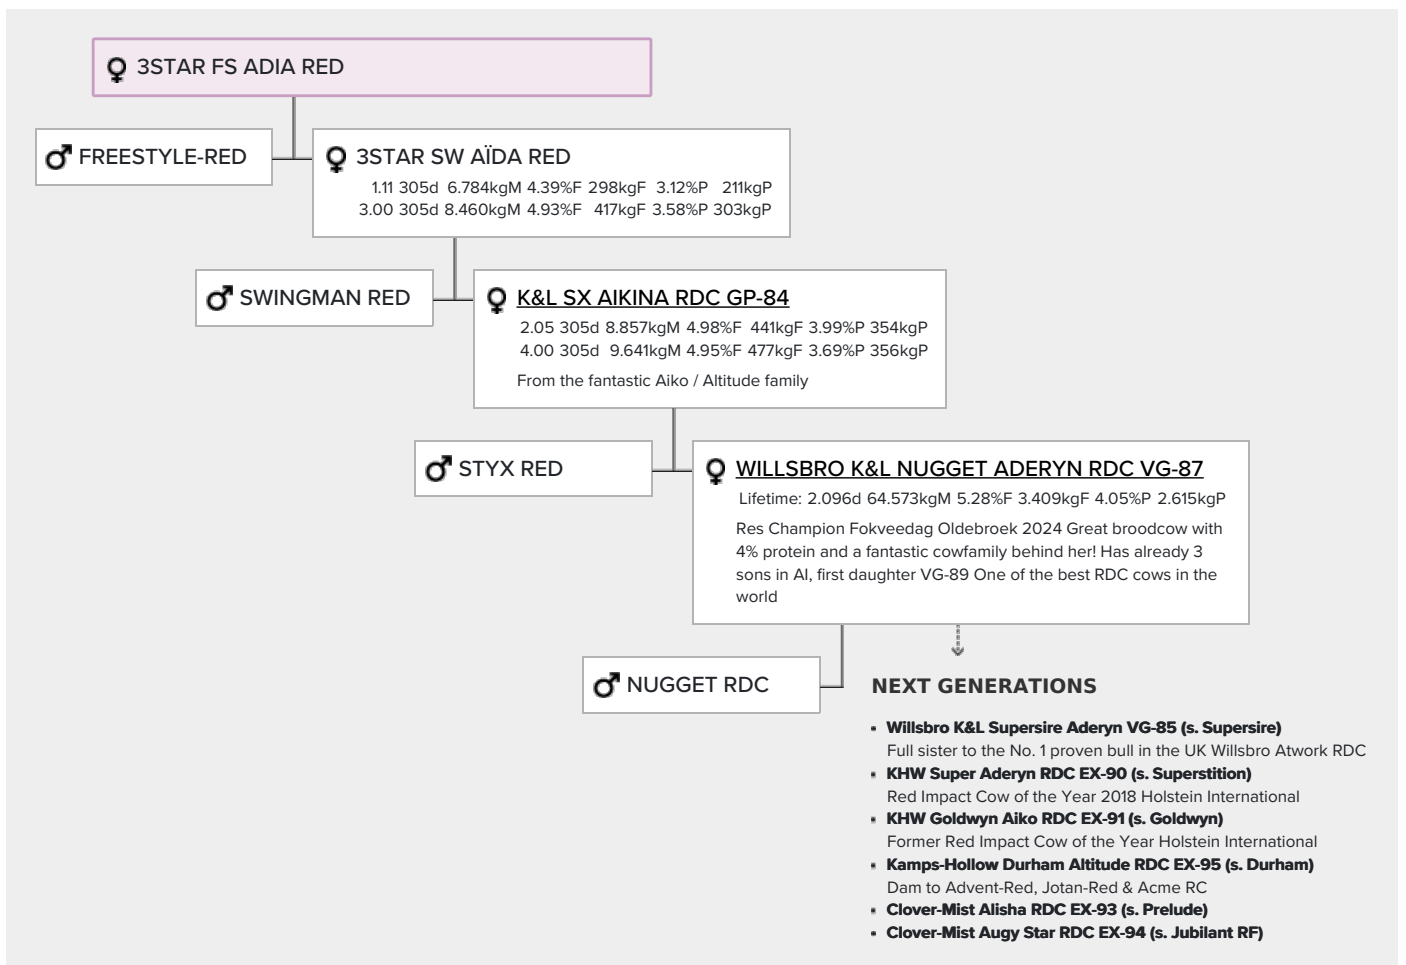 3STAR FS ADIA RED
FREESTYLE-RED
3STAR SW AÏDA RED
1.11 305d 6.784kgM 4.39%F 298kgF 3.12%P 211kgP
3.00 305d 8.460kgM 4.93%F 417kgF 3.58%P 303kgP
SWINGMAN RED
K&L SX AIKINA RDC GP-84
2.05 305d 8.857kgM 4.98%F 441kgF 3.99%P 354kgP
4.00 305d 9.641kgM 4.95%F 477kgF 3.69%P 356kgP
From the fantastic Aiko / Altitude family
STYX RED
WILLSBRO K&L NUGGET ADERYN RDC VG-87
Lifetime: 2.096d 64.573kgM 5.28%F 3.409kgF 4.05%P 2.615kgP
Res Champion Fokveedag Oldebroek 2024 Great broodcow with
4% protein and a fantastic cowfamily behind her! Has already 3
sons in AI, first daughter VG-89 One of the best RDC cows in the
world
NUGGET RDC
NEXT GENERATIONS
Willsbro K&L Supersire Aderyn VG-85 (s. Supersire)
Full sister to the No. 1 proven bull in the UK Willsbro Atwork RDC
KHW Super Aderyn RDC EX-90 (s. Superstition)
Red Impact Cow of the Year 2018 Holstein International
KHW Goldwyn Aiko RDC EX-91 (s. Goldwyn)
Former Red Impact Cow of the Year Holstein International
Kamps-Hollow Durham Altitude RDC EX-95 (s. Durham)
Dam to Advent-Red, Jotan-Red & Acme RC
Clover-Mist Alisha RDC EX-93 (s. Prelude)
Clover-Mist Augy Star RDC EX-94 (s. Jubilant RF)